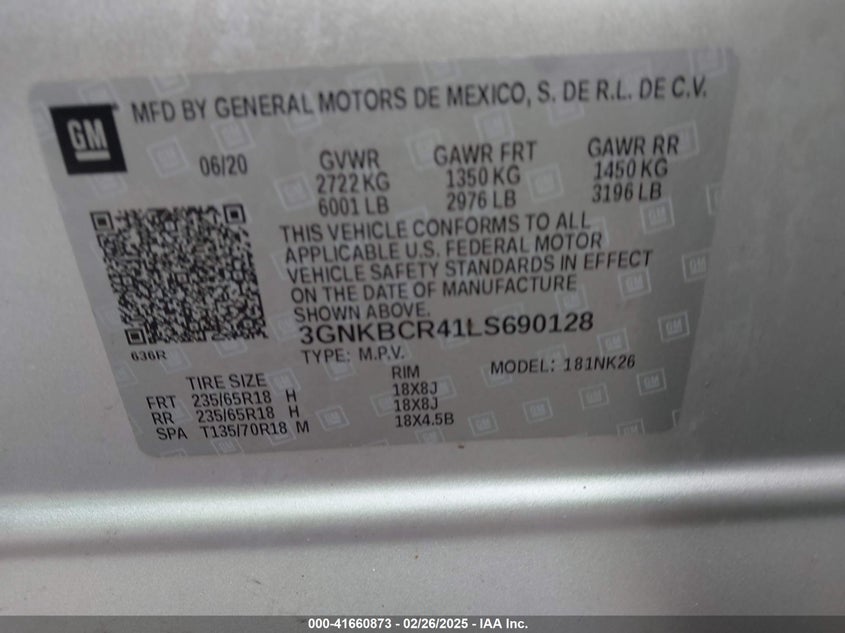 GM
MFD BY GENERAL MOTORS DE MEXICO, S. DE R.L. DE C.V.
06/20 GVWR GAWR FRT GAWR RR
2722 KG 1350 KG 1450 KG
6001 LB 2976 LB 3196 LB
THIS VEHICLE CONFORMS TO ALL
APPLICABLE U.S. FEDERAL MOTOR
VEHICLE SAFETY STANDARDS IN EFFECT
ON THE DATE OF MANUFACTURE
SHOWN ABOVE.
3GNKBCR41LS690128
636R
TYPE: M.P.V. MODEL: 181NK26
TIRE SIZE RIM
FRT 235/65R18 H 18X8J
RR 235/65R18 H 18X8J
SPA T135/70R18 M 18X4.5B
000-41660873 - 02/26/2025 - IAA Inc.